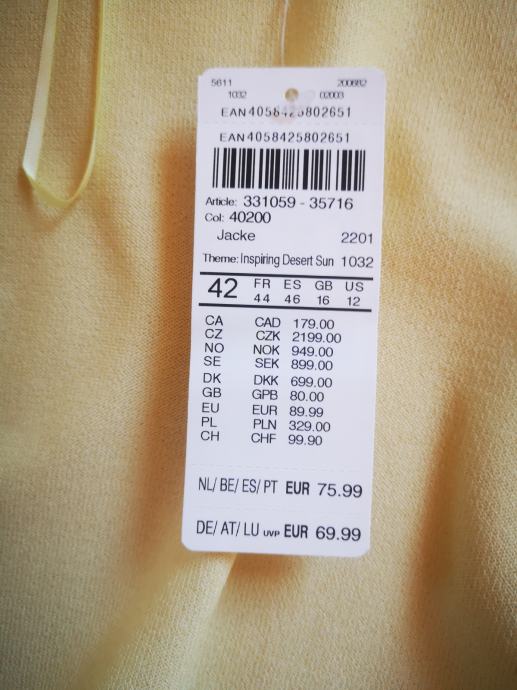 5611 200682
1032 02003
EAN4058425802651
EAN4058425802651
Article: 331059 - 35716
Col: 40200
Jacke 2201
Theme: Inspiring Desert Sun 1032
42 FR ES GB US
44 46 16 12
CA CAD 179.00
CZ CZK 2199.00
NO NOK 949.00
SE SEK 899.00
DK DKK 699.00
GB GPB 80.00
EU EUR 89.99
PL PLN 329.00
CH CHF 99.90
NL/ BE/ ES/ PT EUR 75.99
DE/ AT/ LU UVP EUR 69.99